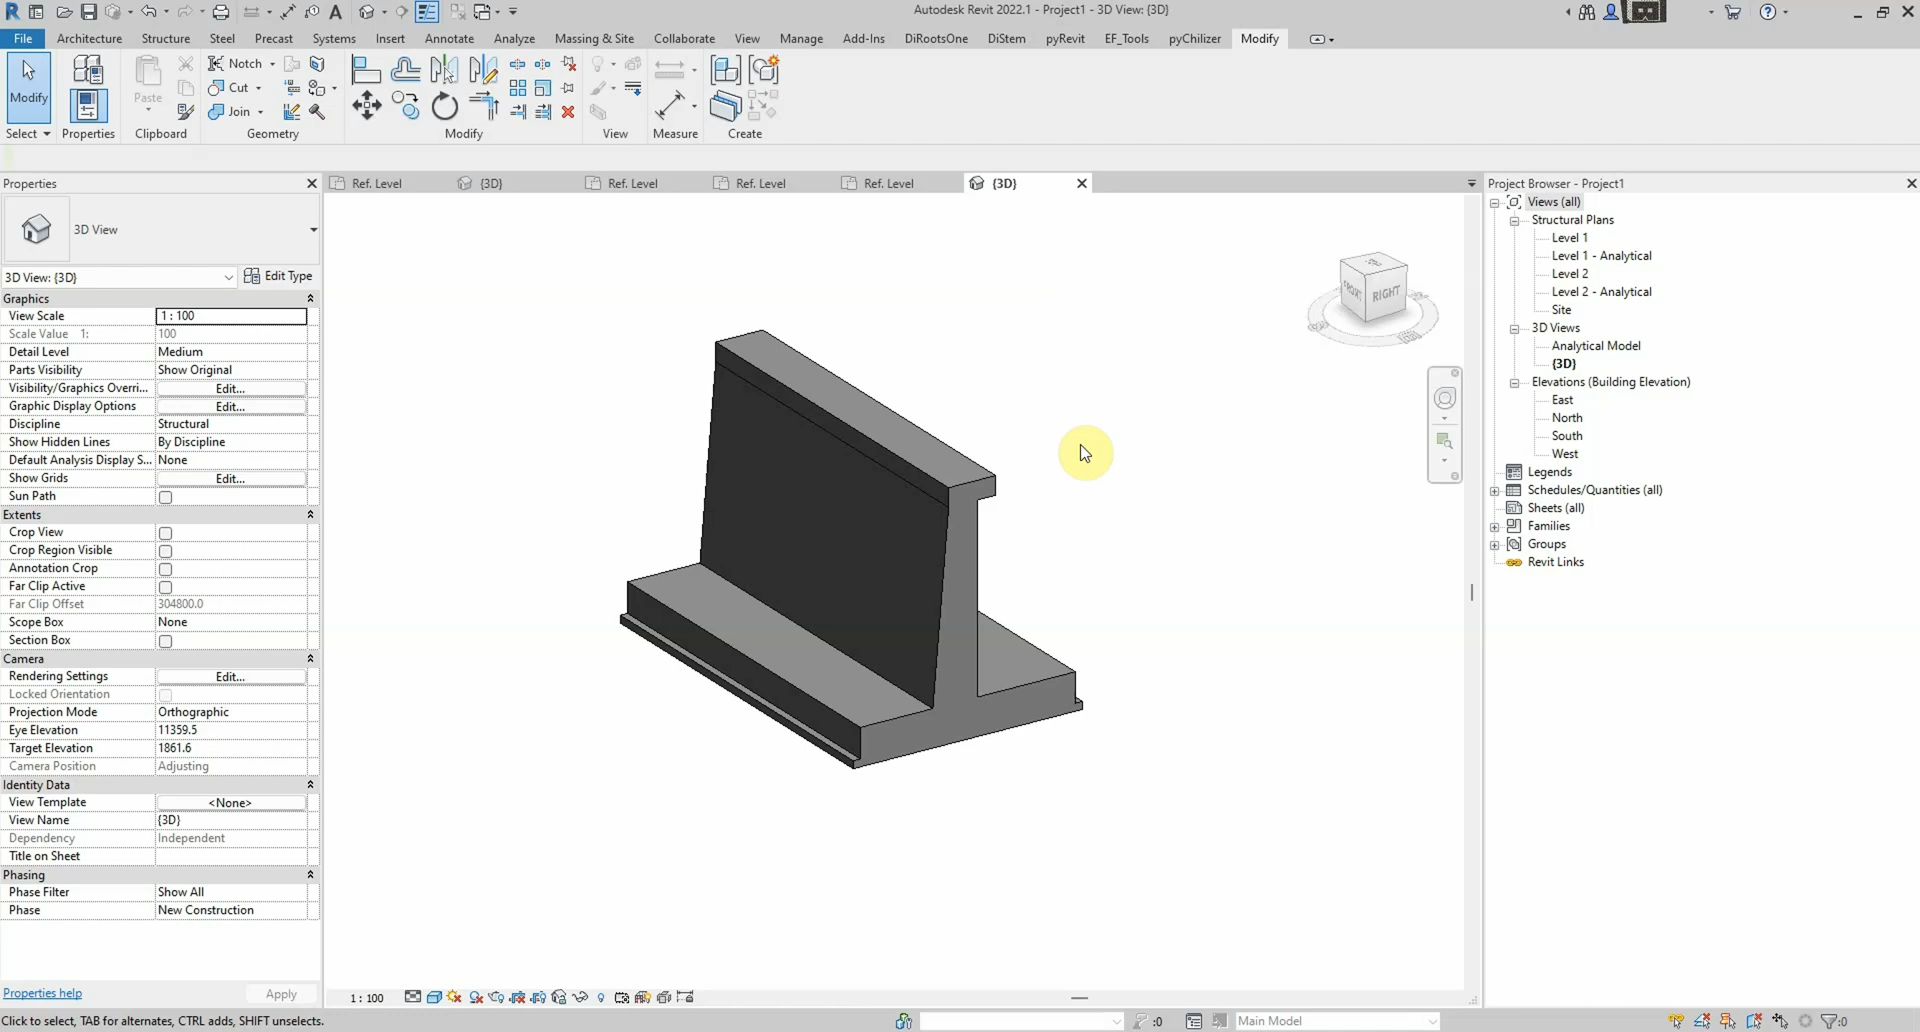 Autodesk Revit 2022.1 - Project1 - 3D View: {3D}
File Architecture Structure Steel Precast Systems Insert Annotate Analyze Massing & Site Collaborate View Manage Add-Ins DiRootsOne DiStem pyRevit EF_Tools pyChilizer Modify
Modify Paste Notch Cut Join
Select Properties Clipboard Geometry Modify View Measure Create
Properties
Ref. Level {3D} Ref. Level Ref. Level Ref. Level {3D}
Project Browser - Project1
3D View
3D View: {3D} Edit Type
Graphics
View Scale 1 : 100
Scale Value 1: 100
Detail Level Medium
Parts Visibility Show Original
Visibility/Graphics Overri... Edit...
Graphic Display Options Edit...
Discipline Structural
Show Hidden Lines By Discipline
Default Analysis Display S... None
Show Grids Edit...
Sun Path
Extents
Crop View
Crop Region Visible
Annotation Crop
Far Clip Active
Far Clip Offset 304800.0
Scope Box None
Section Box
Camera
Rendering Settings Edit...
Locked Orientation
Projection Mode Orthographic
Eye Elevation 11359.5
Target Elevation 1861.6
Camera Position Adjusting
Identity Data
View Template <None>
View Name {3D}
Dependency Independent
Title on Sheet
Phasing
Phase Filter Show All
Phase New Construction
Properties help Apply
FRONT RIGHT
Views (all)
Structural Plans
Level 1
Level 1 - Analytical
Level 2
Level 2 - Analytical
Site
3D Views
Analytical Model
{3D}
Elevations (Building Elevation)
East
North
South
West
Legends
Schedules/Quantities (all)
Sheets (all)
Families
Groups
Revit Links
1 : 100
Click to select, TAB for alternates, CTRL adds, SHIFT unselects.
:0 Main Model :0